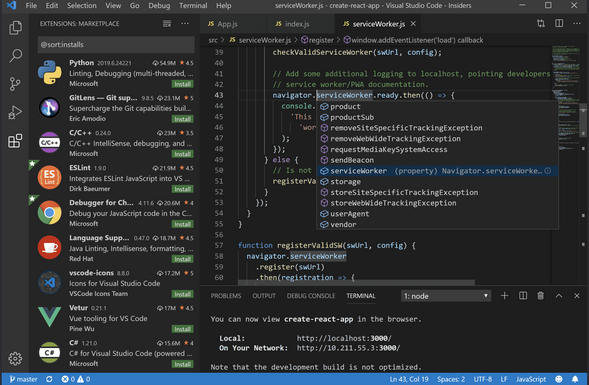 File Edit Selection View Go Debug Terminal Help
serviceWorker.js - create-react-app - Visual Studio Code - Insiders
EXTENSIONS: MARKETPLACE
@sort:installs
Python 2019.6.24221 54.9M 4.5
Linting, Debugging (multi-threaded, ...
Microsoft Install
GitLens — Git sup... 9.8.5 23.1M 5
Supercharge the Git capabilities buil...
Eric Amodio Install
C/C++ 0.24.0 23M 3.5
C/C++ IntelliSense, debugging, and ...
Microsoft Install
ESLint 1.9.0 21.9M 4.5
Integrates ESLint JavaScript into VS ...
Dirk Baeumer Install
Debugger for Ch... 4.11.6 20.6M 4
Debug your JavaScript code in the C...
Microsoft Install
Language Supp... 0.47.0 18.7M 4.5
Java Linting, Intellisense, formatting, ...
Red Hat Install
vscode-icons 8.8.0 17.2M 5
Icons for Visual Studio Code
VSCode Icons Team Install
Vetur 0.21.1 17M 4.5
Vue tooling for VS Code
Pine Wu Install
C# 1.21.0 15.6M 4
C# for Visual Studio Code (powered ...
Microsoft Install
App.js index.js serviceWorker.js
src > serviceWorker.js > register > window.addEventListener('load') callback
39 checkValidServiceWorker(swUrl, config);
40
41 // Add some additional logging to localhost, pointing developers
42 // service worker/PWA documentation.
43 navigator.serviceWorker.ready.then(() => {
44 console.
45 'This
46 'wor
47 );
48 });
49 } else {
50 // Is not
51 registerVa
52 }
53 });
54 }
55 }
56
57 function registerValidSW(swUrl, config) {
58 navigator.serviceWorker
59 .register(swUrl)
60 .then(registration => {
product
productSub
removeSiteSpecificTrackingException
removeWebWideTrackingException
requestMediaKeySystemAccess
sendBeacon
serviceWorker (property) Navigator.serviceWorke...
storage
storeSiteSpecificTrackingException
storeWebWideTrackingException
userAgent
vendor
PROBLEMS OUTPUT DEBUG CONSOLE TERMINAL 1: node
You can now view create-react-app in the browser.
Local: http://localhost:3000/
On Your Network: http://10.211.55.3:3000/
Note that the development build is not optimized.
master 0 0 Ln 43, Col 19 Spaces: 2 UTF-8 LF JavaScript